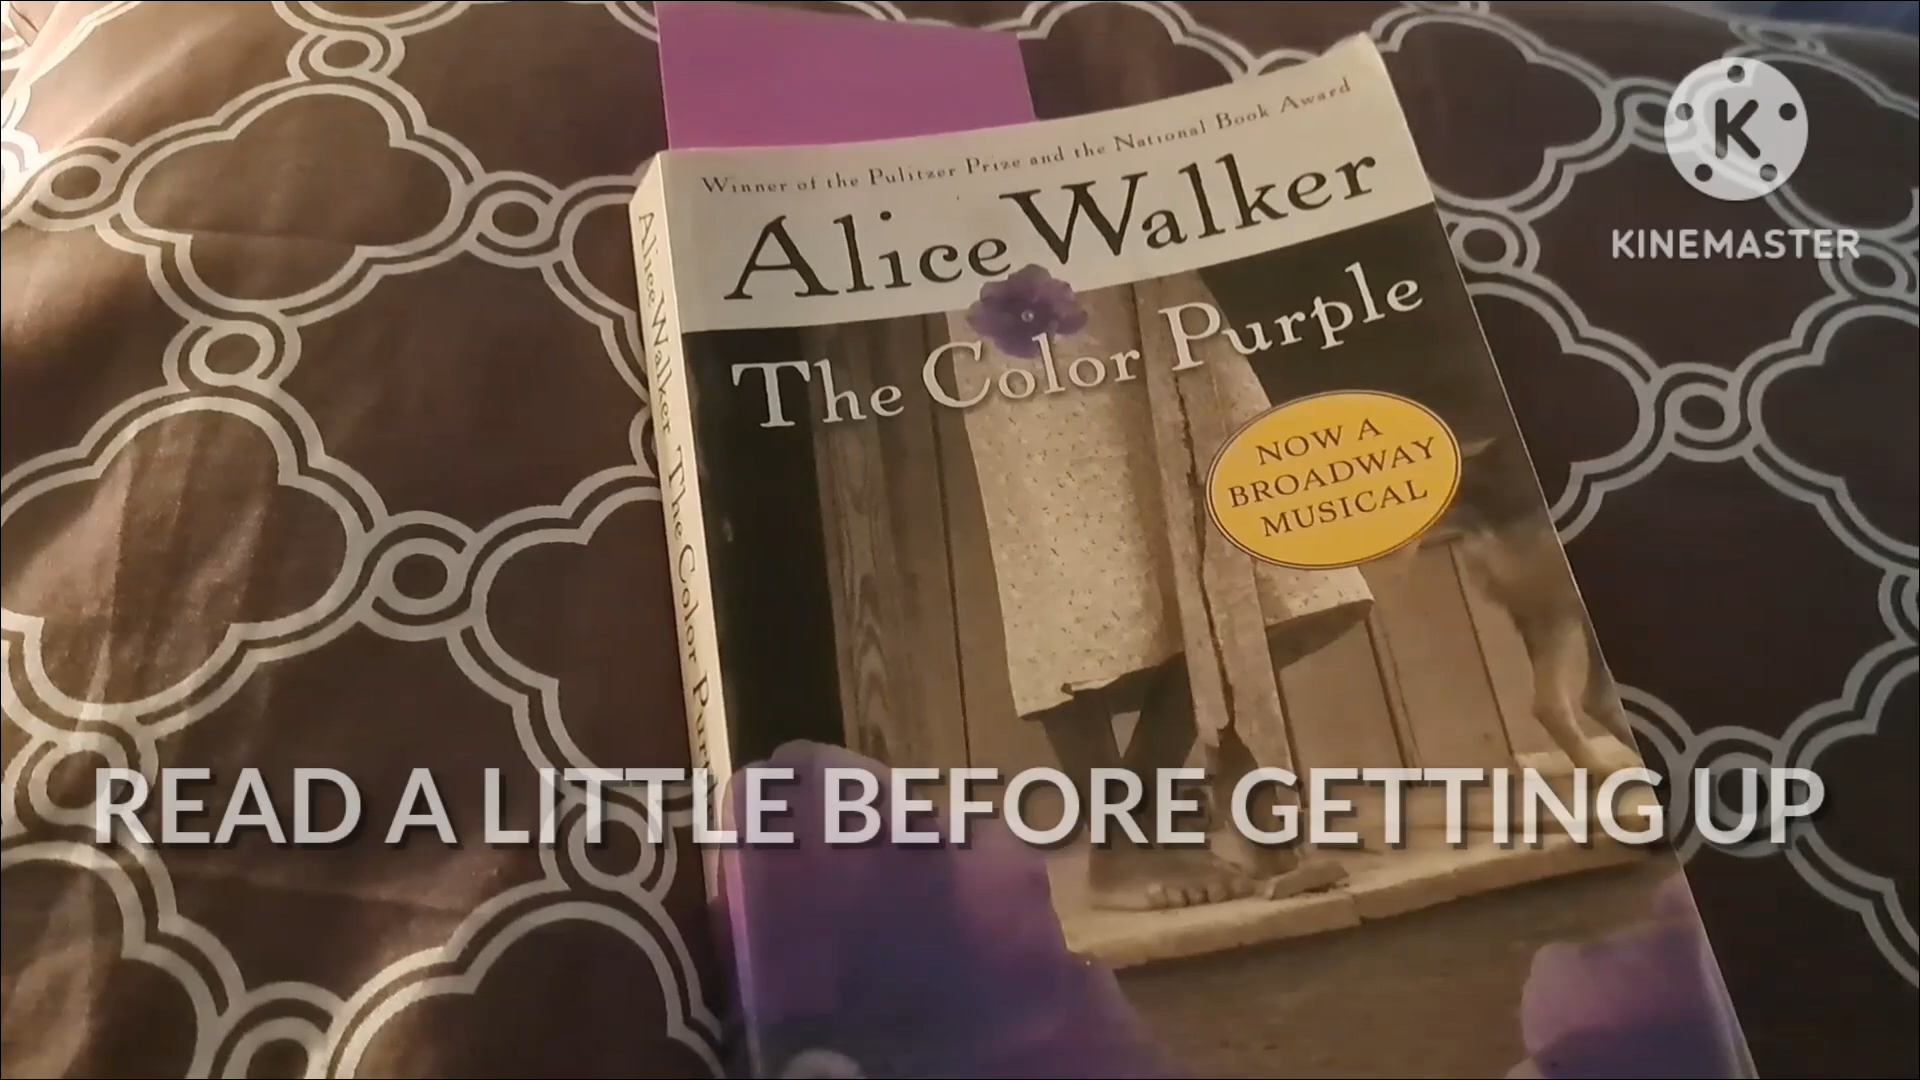 Winner of the Pulitzer Prize and the National Book Award
Alice Walker
The Color Purple
NOW A
BROADWAY
MUSICAL
Alice Walker The Color Pur
K
KINEMASTER
READ A LITTLE BEFORE GETTING UP